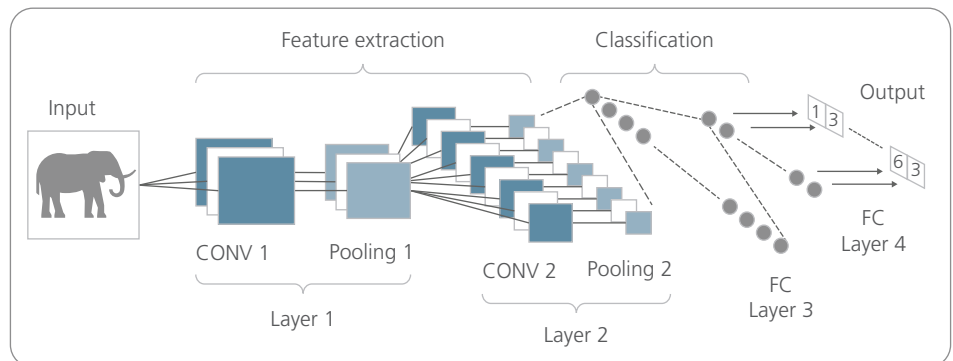 Feature extraction
Classification
Input
Output
1 3
6 3
CONV 1
Pooling 1
CONV 2
Pooling 2
FC
Layer 3
FC
Layer 4
Layer 1
Layer 2